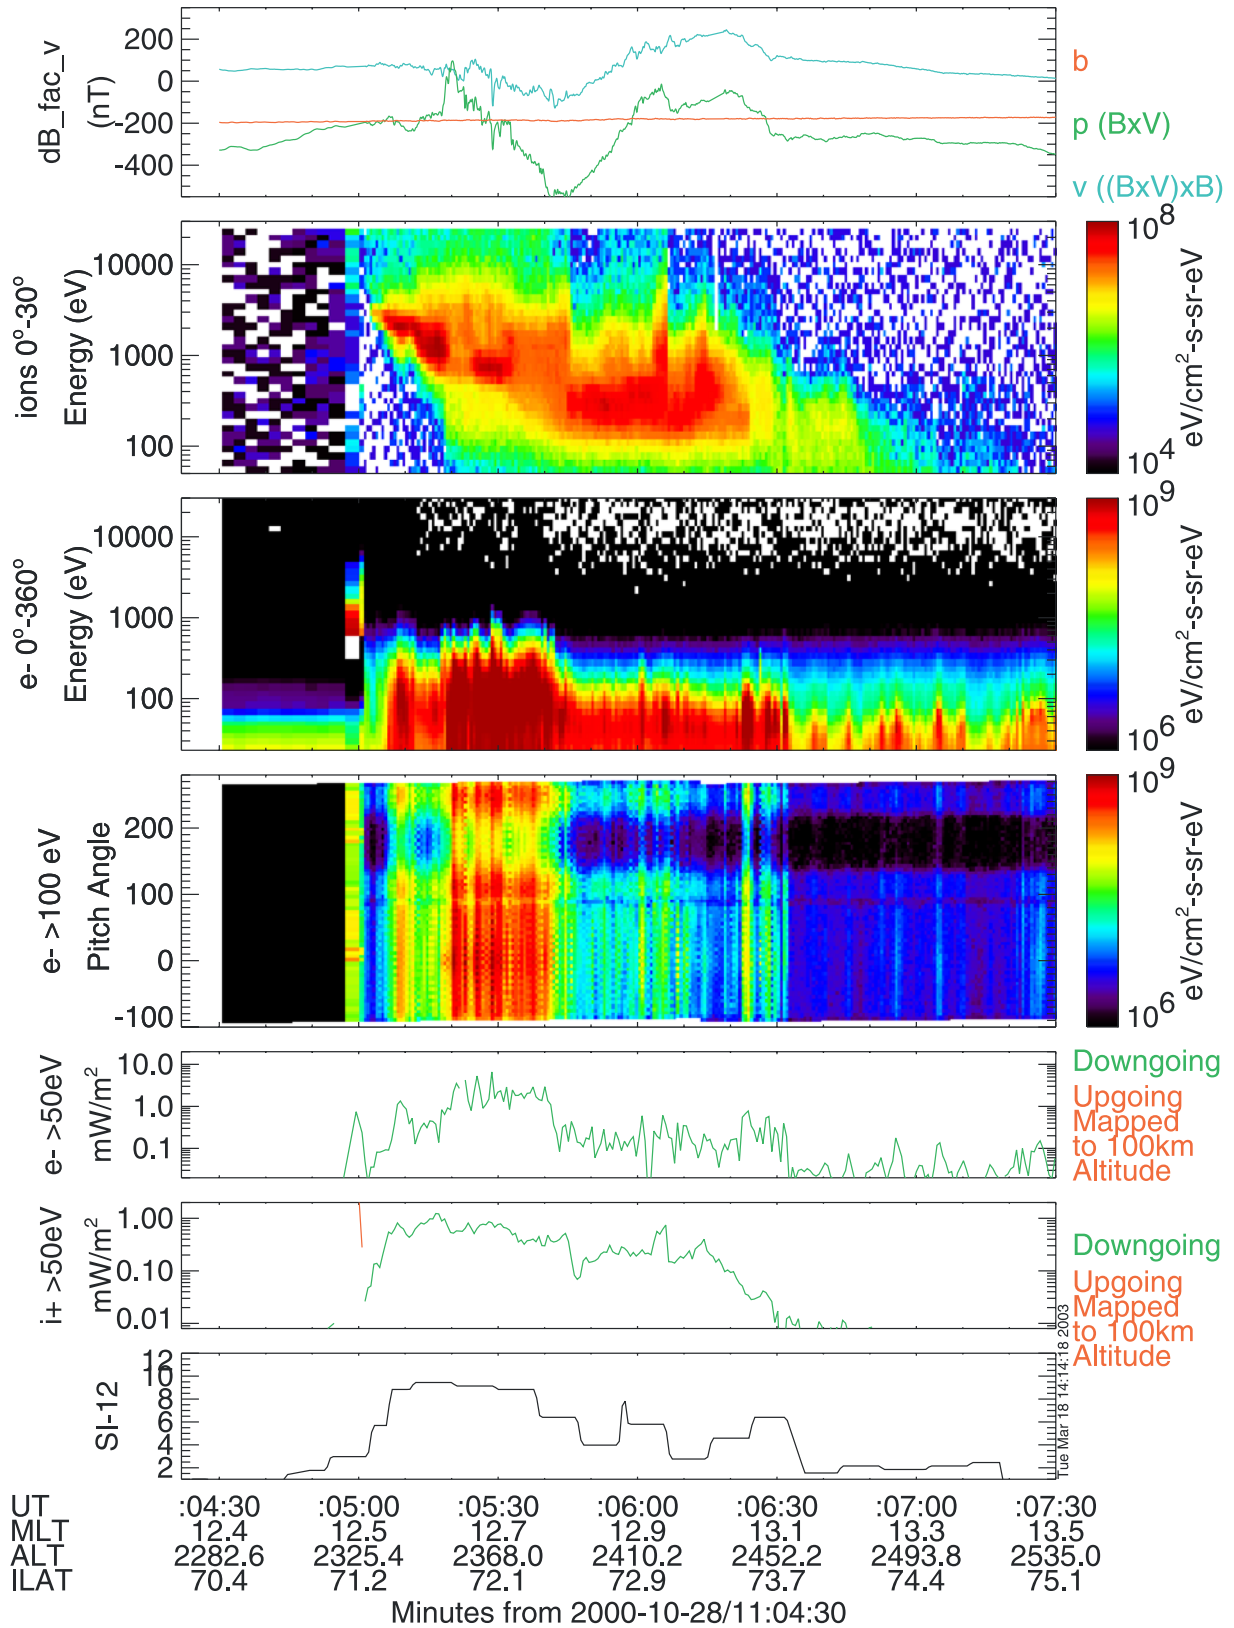 dB_fac_v
(nT)
200
0
-200
-400
b
p (BxV)
v ((BxV)xB)
ions 0°-30°
Energy (eV)
10000
1000
100
10^8
10^4
eV/cm^2-s-sr-eV
e- 0°-360°
Energy (eV)
10000
1000
100
10^9
10^6
eV/cm^2-s-sr-eV
e- >100 eV
Pitch Angle
200
100
0
-100
10^9
10^6
eV/cm^2-s-sr-eV
e- >50eV
mW/m^2
10.0
1.0
0.1
Downgoing
Upgoing
Mapped
to 100km
Altitude
i+ >50eV
mW/m^2
1.00
0.10
0.01
Downgoing
Upgoing
Mapped
to 100km
Altitude
SI-12
12
10
8
6
4
2
Tue Mar 18 14:14:18 2003
UT :04:30 :05:00 :05:30 :06:00 :06:30 :07:00 :07:30
MLT 12.4 12.5 12.7 12.9 13.1 13.3 13.5
ALT 2282.6 2325.4 2368.0 2410.2 2452.2 2493.8 2535.0
ILAT 70.4 71.2 72.1 72.9 73.7 74.4 75.1
Minutes from 2000-10-28/11:04:30